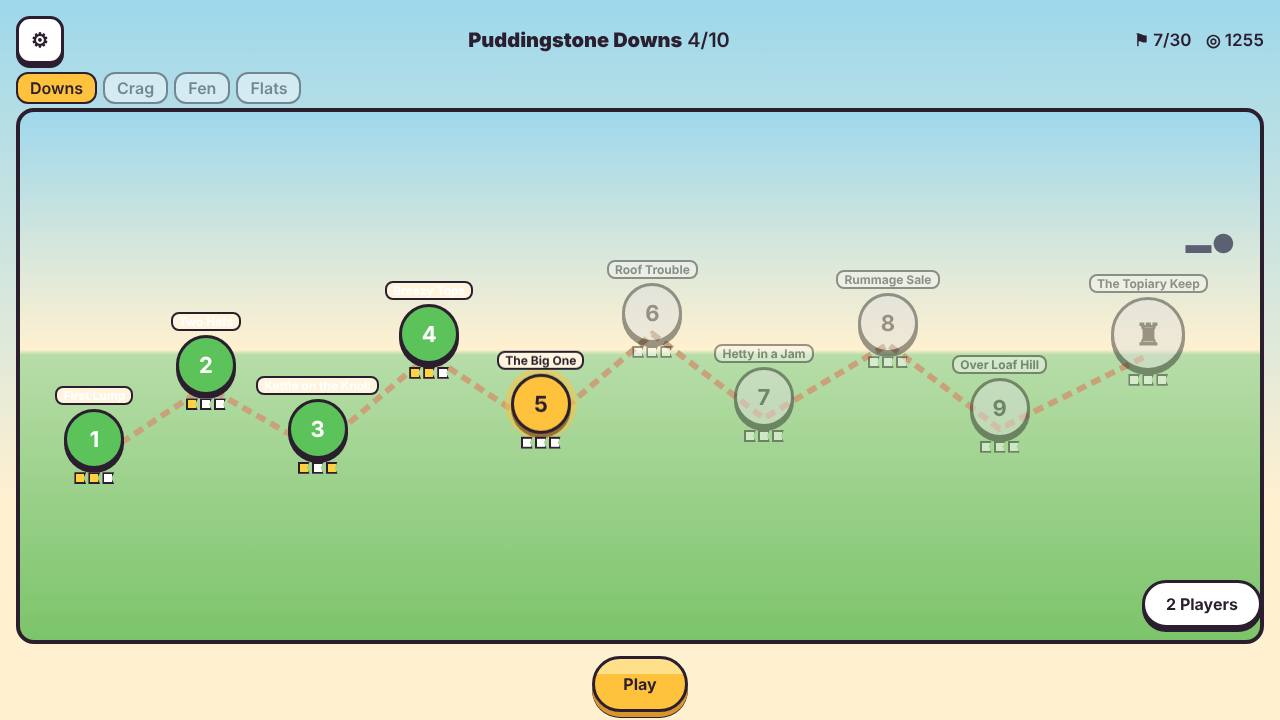 Puddingstone Downs 4/10
7/30
1255
Downs
Crag
Fen
Flats
Roof Trouble
Rummage Sale
The Topiary Keep
6
8
4
2
The Big One
Hetty in a Jam
Over Loaf Hill
5
7
9
Kettle on the Knot
3
1
2 Players
Play